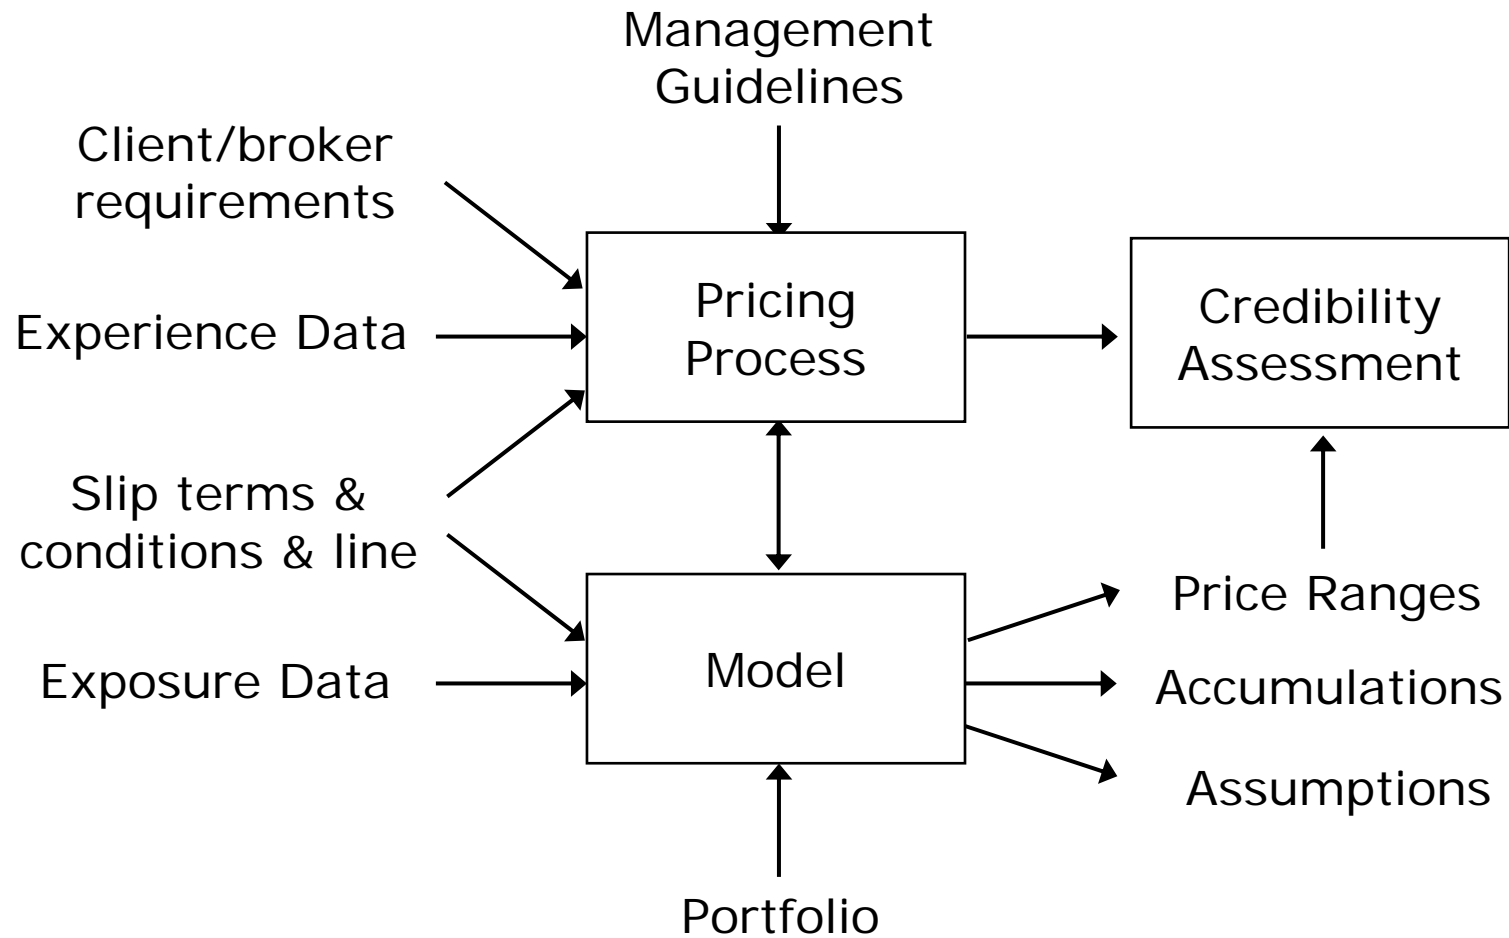 Management
Guidelines
Client/broker
requirements
Pricing
Process
Credibility
Assessment
Experience Data
Slip terms &
conditions & line
Price Ranges
Model
Exposure Data
Accumulations
Assumptions
Portfolio